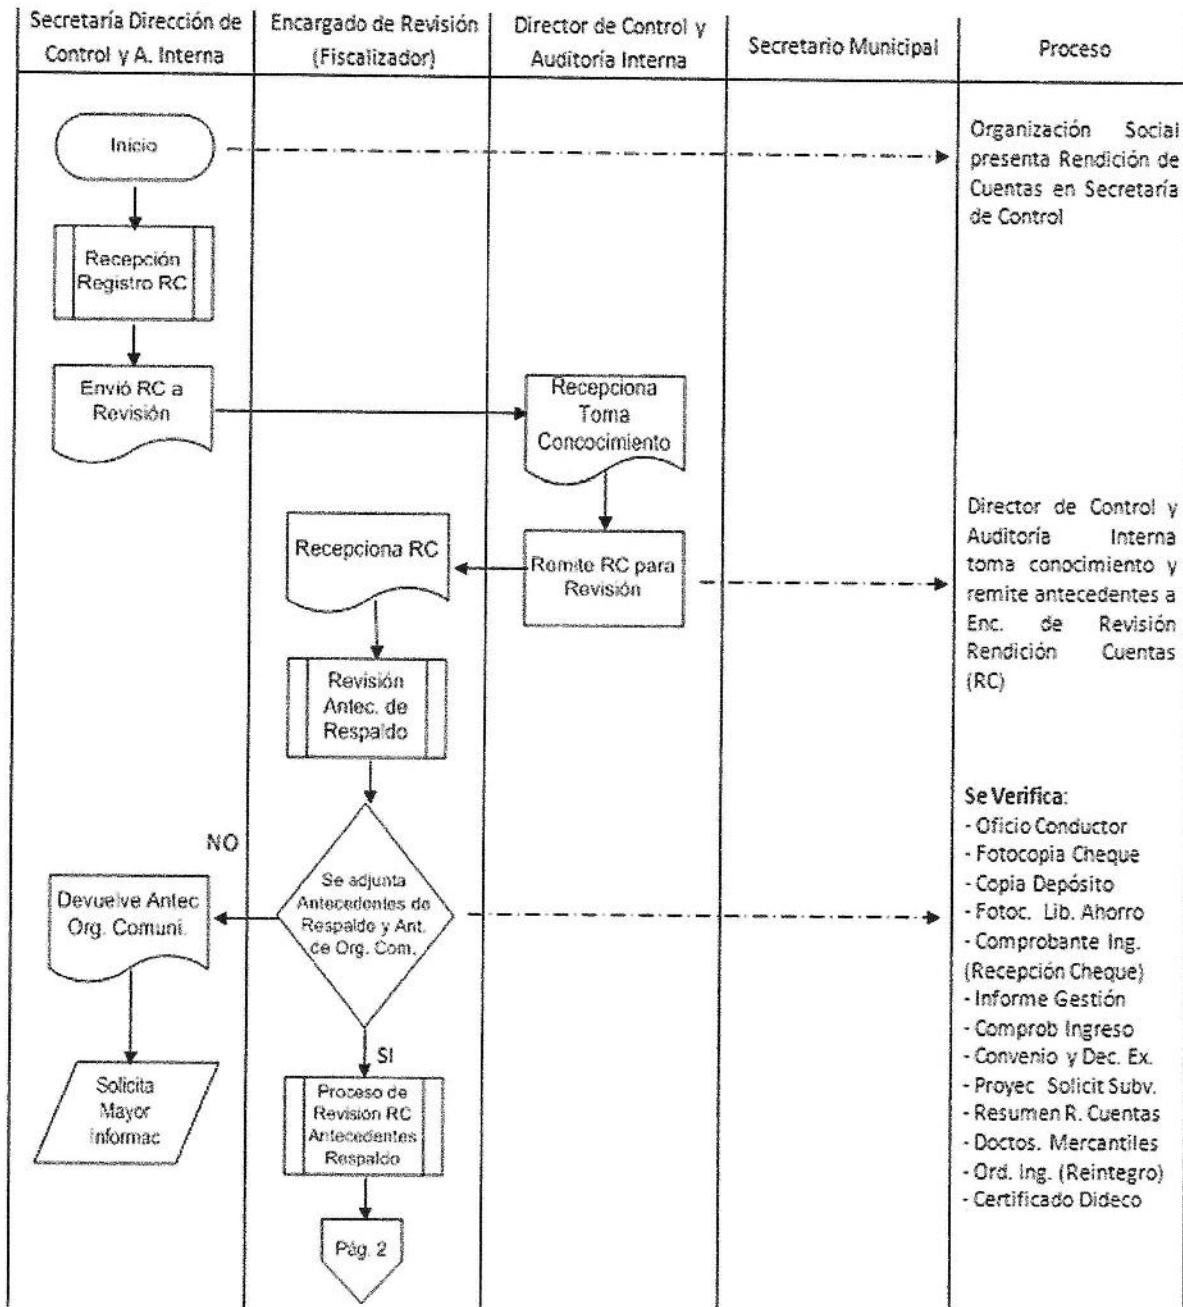 Secretaría Dirección de
Control y A. Interna
Encargado de Revisión
(Fiscalizador)
Director de Control y
Auditoría Interna
Secretario Municipal
Proceso
Inicio
Organización Social
presenta Rendición de
Cuentas en Secretaría
de Control
Recepción
Registro RC
Envió RC a
Revisión
Recepciona
Toma
Concocimiento
Recepciona RC
Remite RC para
Revisión
Director de Control y
Auditoría Interna
toma conocimiento y
remite antecedentes a
Enc. de Revisión
Rendición Cuentas
(RC)
Revisión
Antec. de
Respaldo
NO
Se adjunta
Antecedentes de
Respaldo y Ant.
de Org. Com.
Devuelve Antec
Org. Comuni.
Se Verifica:
- Oficio Conductor
- Fotocopia Cheque
- Copia Depósito
- Fotoc. Lib. Ahorro
- Comprobante Ing.
(Recepción Cheque)
- Informe Gestión
- Comprob Ingreso
- Convenio y Dec. Ex.
- Proyec Solicit Subv.
- Resumen R. Cuentas
- Doctos. Mercantiles
- Ord. Ing. (Reintegro)
- Certificado Dideco
SI
Solicita
Mayor
Informac
Proceso de
Revisión RC
Antecedentes
Respaldo
Pág. 2